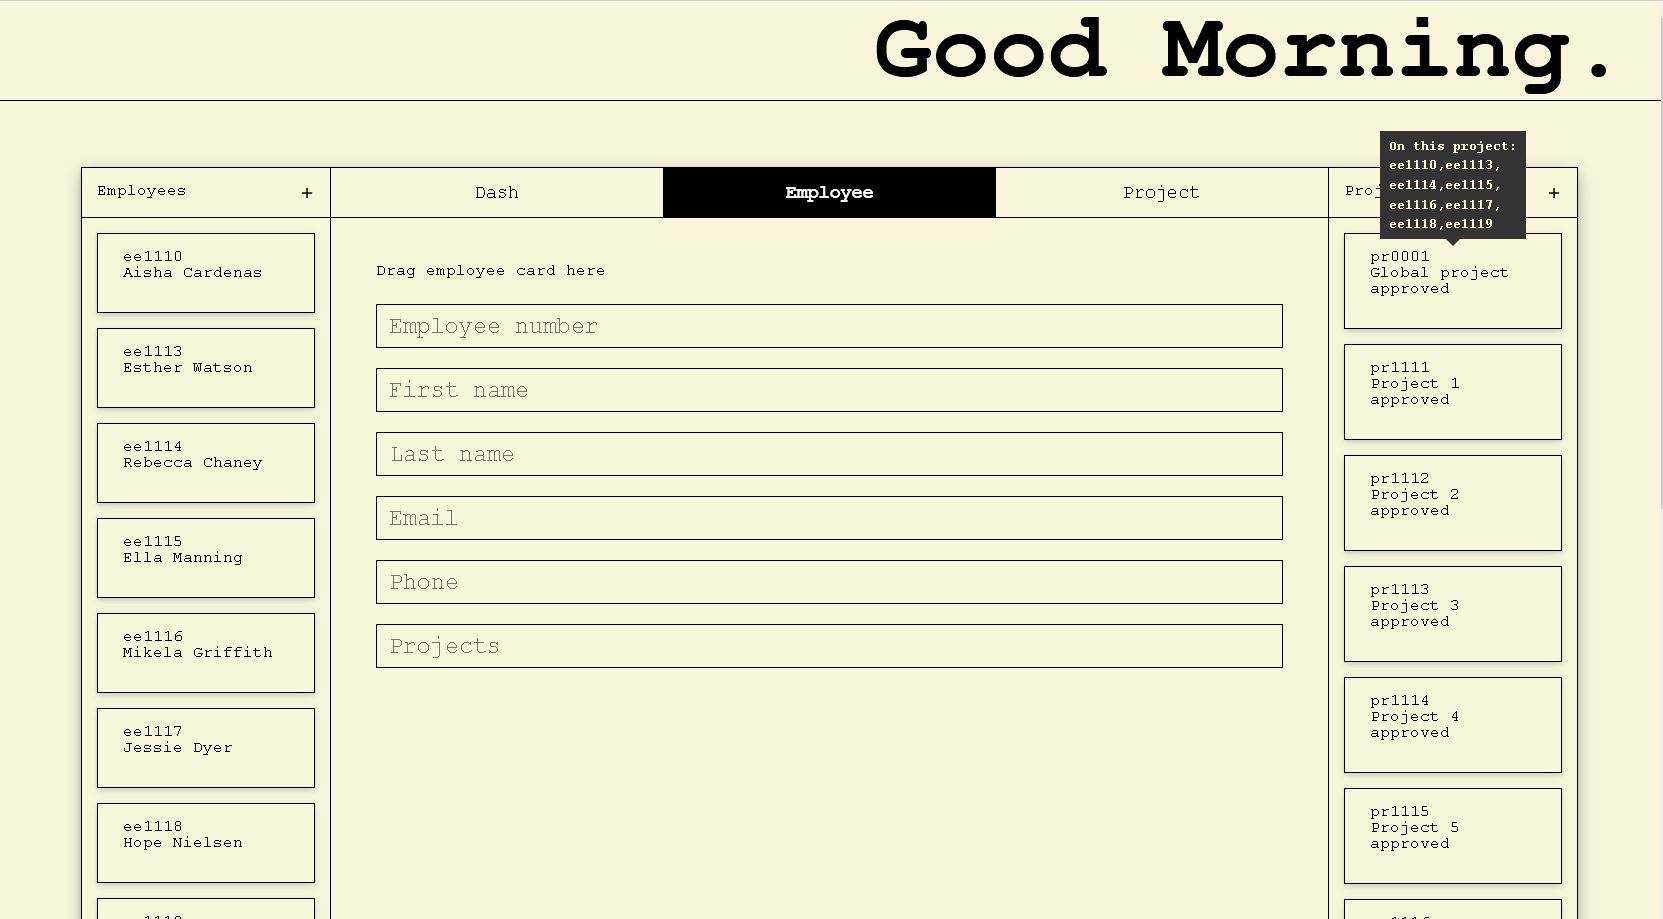 Good Morning.
Employees +
Dash
Employee
Project
On this project:
ee1110,ee1113,
ee1114,ee1115,
ee1116,ee1117,
ee1118,ee1119
+
ee1110
Aisha Cardenas
ee1113
Esther Watson
ee1114
Rebecca Chaney
ee1115
Ella Manning
ee1116
Mikela Griffith
ee1117
Jessie Dyer
ee1118
Hope Nielsen
Drag employee card here
Employee number
First name
Last name
Email
Phone
Projects
pr0001
Global project
approved
pr1111
Project 1
approved
pr1112
Project 2
approved
pr1113
Project 3
approved
pr1114
Project 4
approved
pr1115
Project 5
approved